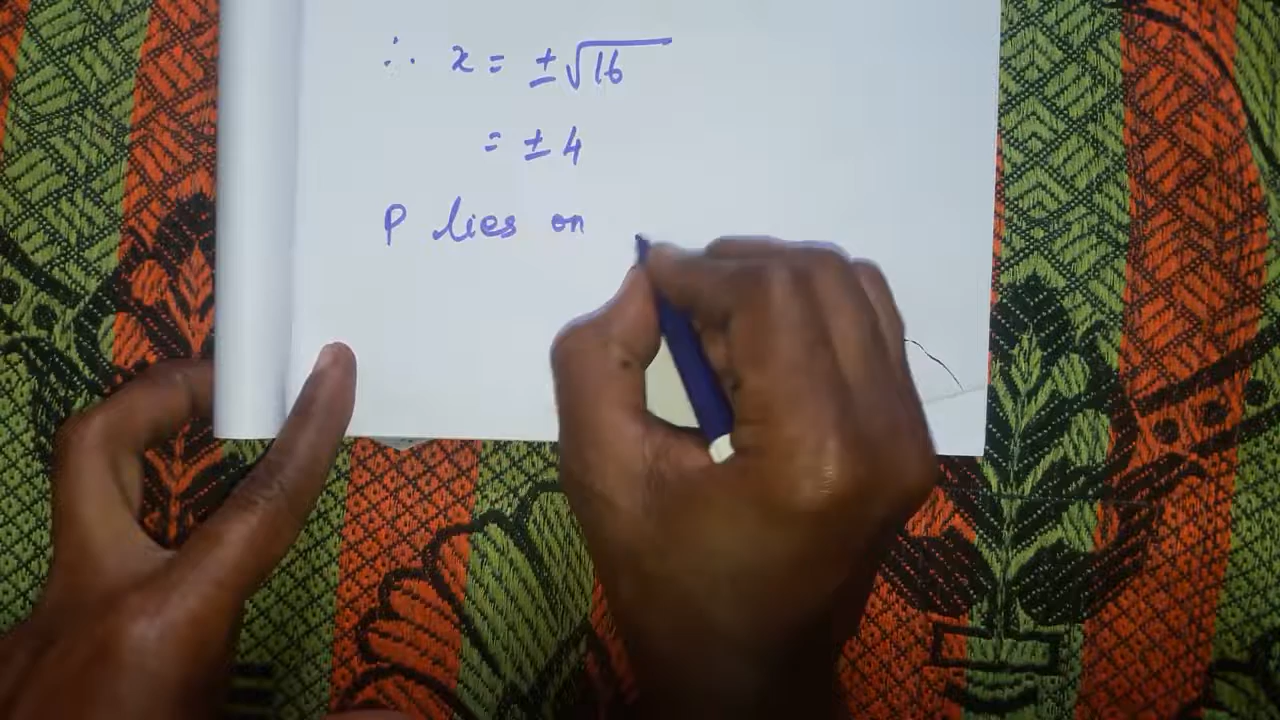 ∴ x = ±√16
= ± 4
P lies on